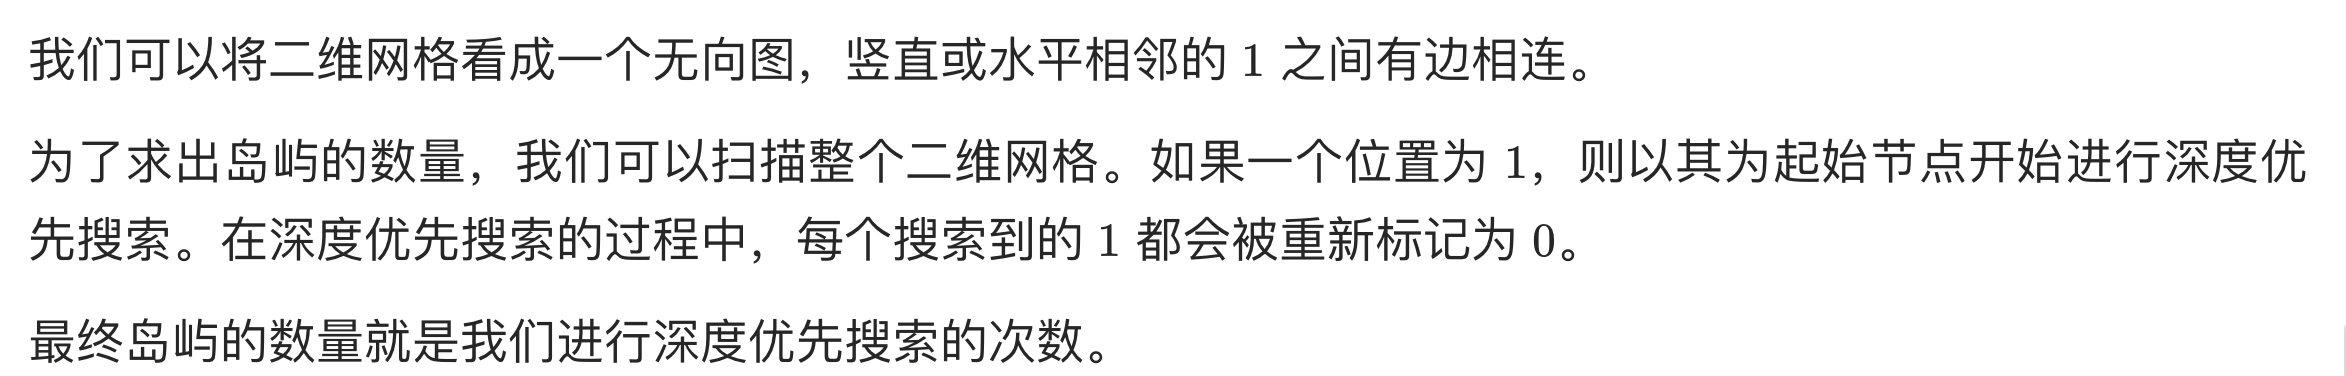 我们可以将二维网格看成一个无向图，竖直或水平相邻的 1 之间有边相连。
为了求出岛屿的数量，我们可以扫描整个二维网格。如果一个位置为 1，则以其为起始节点开始进行深度优
先搜索。在深度优先搜索的过程中，每个搜索到的 1 都会被重新标记为 0。
最终岛屿的数量就是我们进行深度优先搜索的次数。